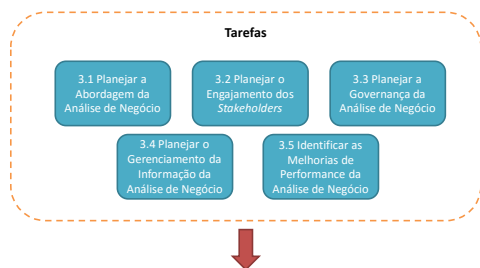 Tarefas
3.1 Planejar a
Abordagem da
Análise de Negócio
3.2 Planejar o
Engajamento dos
Stakeholders
3.3 Planejar a
Governança da
Análise de Negócio
3.4 Planejar o
Gerenciamento da
Informação da
Análise de Negócio
3.5 Identificar as
Melhorias de
Performance da
Análise de Negócio